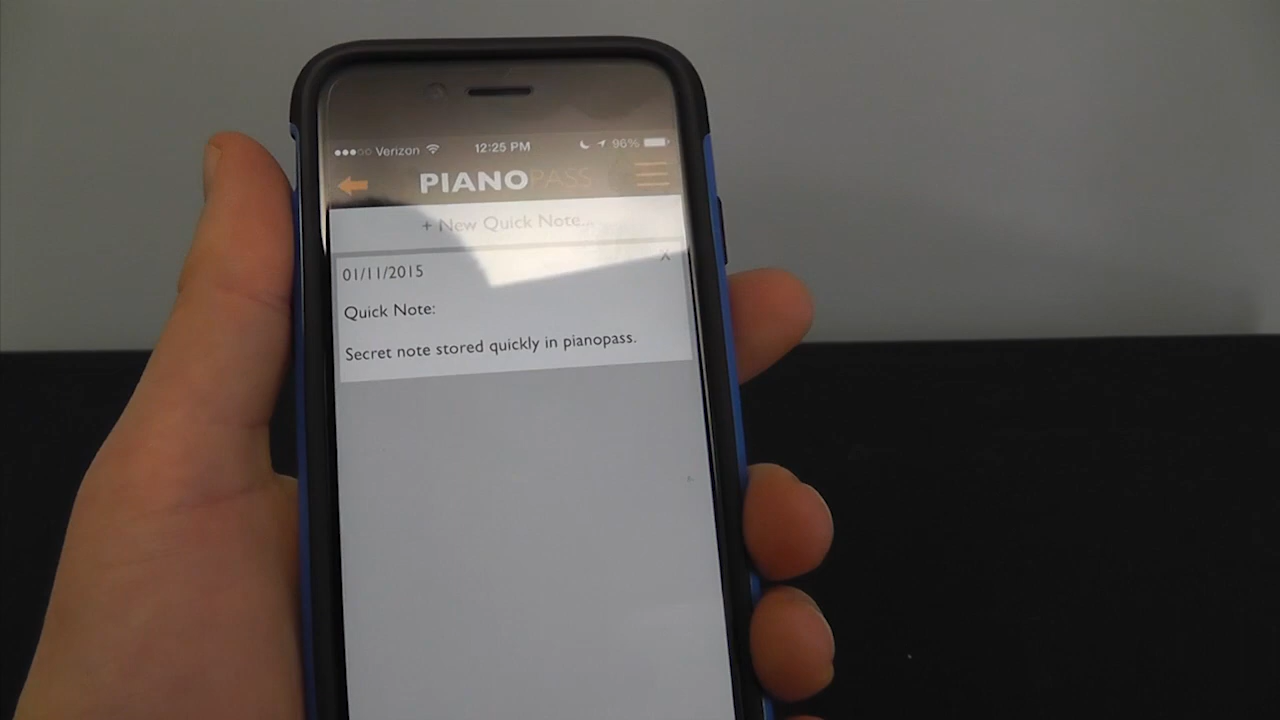 Verizon 12:25 PM 96%
PIANOPASS
+ New Quick Note...
X
01/11/2015
Quick Note:
Secret note stored quickly in pianopass.